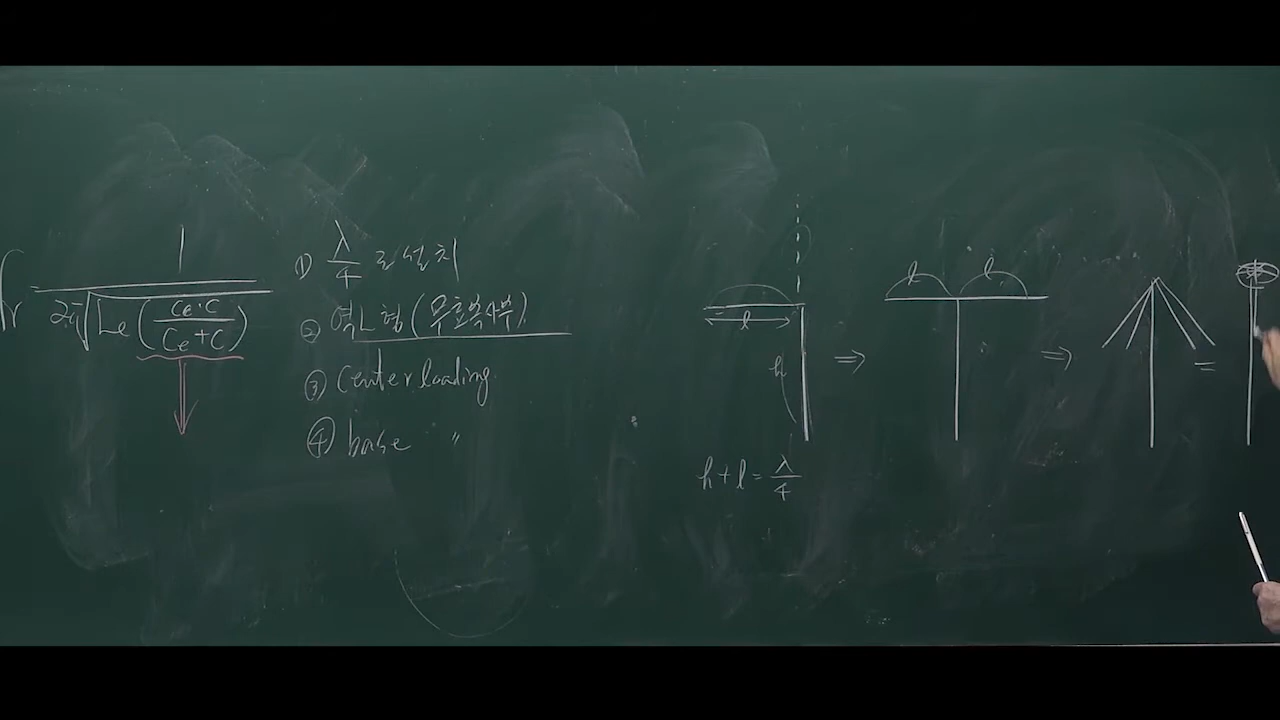 fr
1
2π√Le(Ce·C / Ce+C)
① λ/4 로 설치
② 역L형 (무효복사부)
③ Center loading
④ base 〃
l
h
h+l = λ/4
l l
⇒
⇒
=